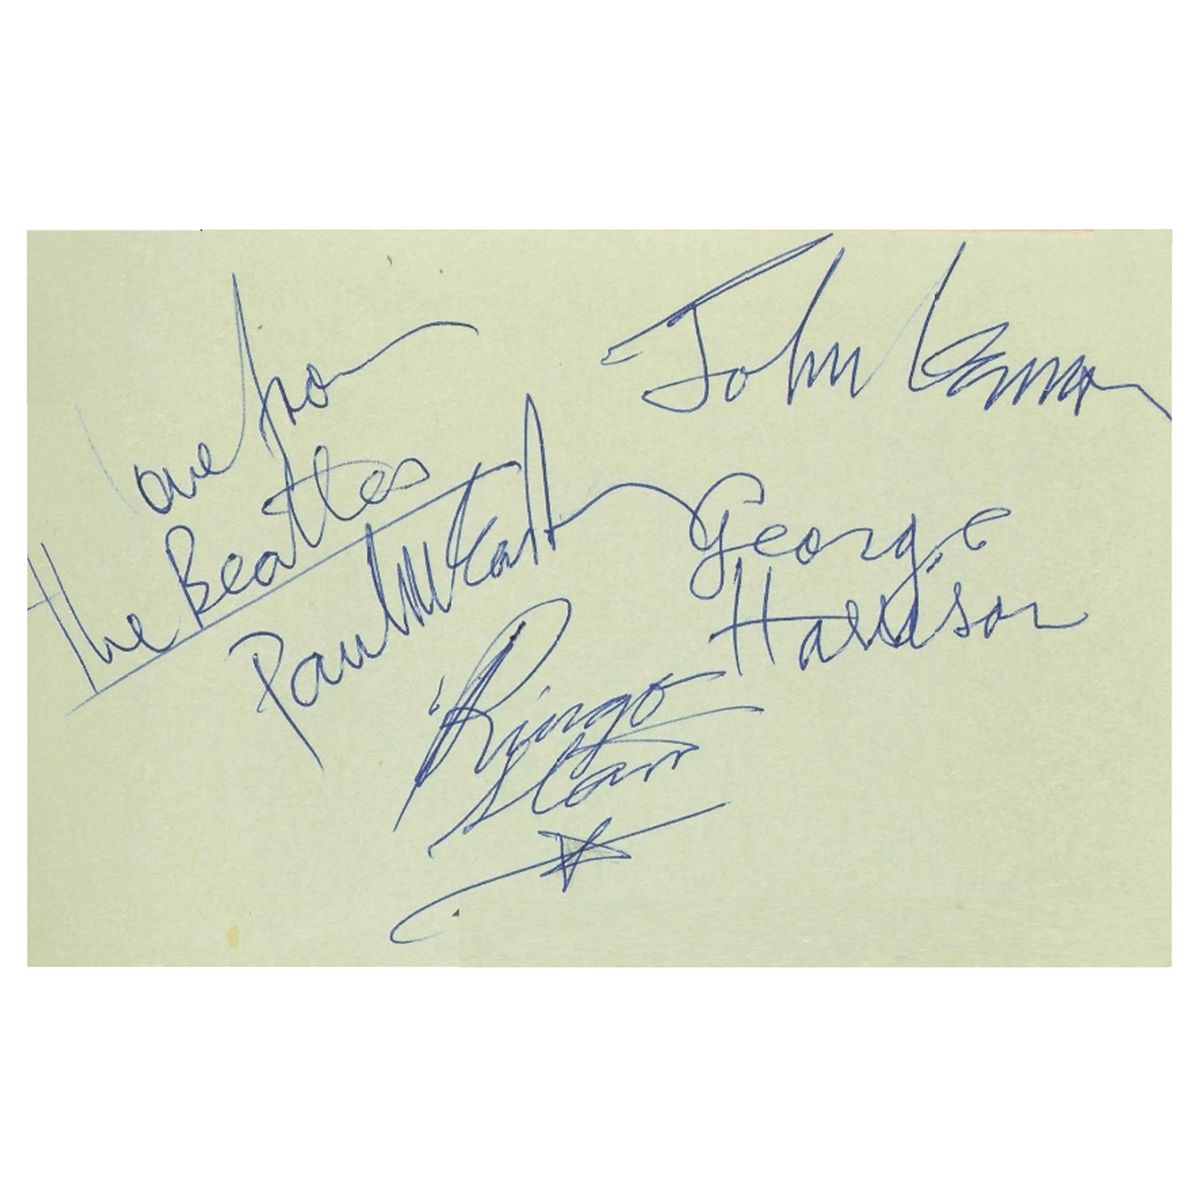 love from
the Beatles
Paul McCartney
John Lennon
George
Harrison
Ringo
Starr